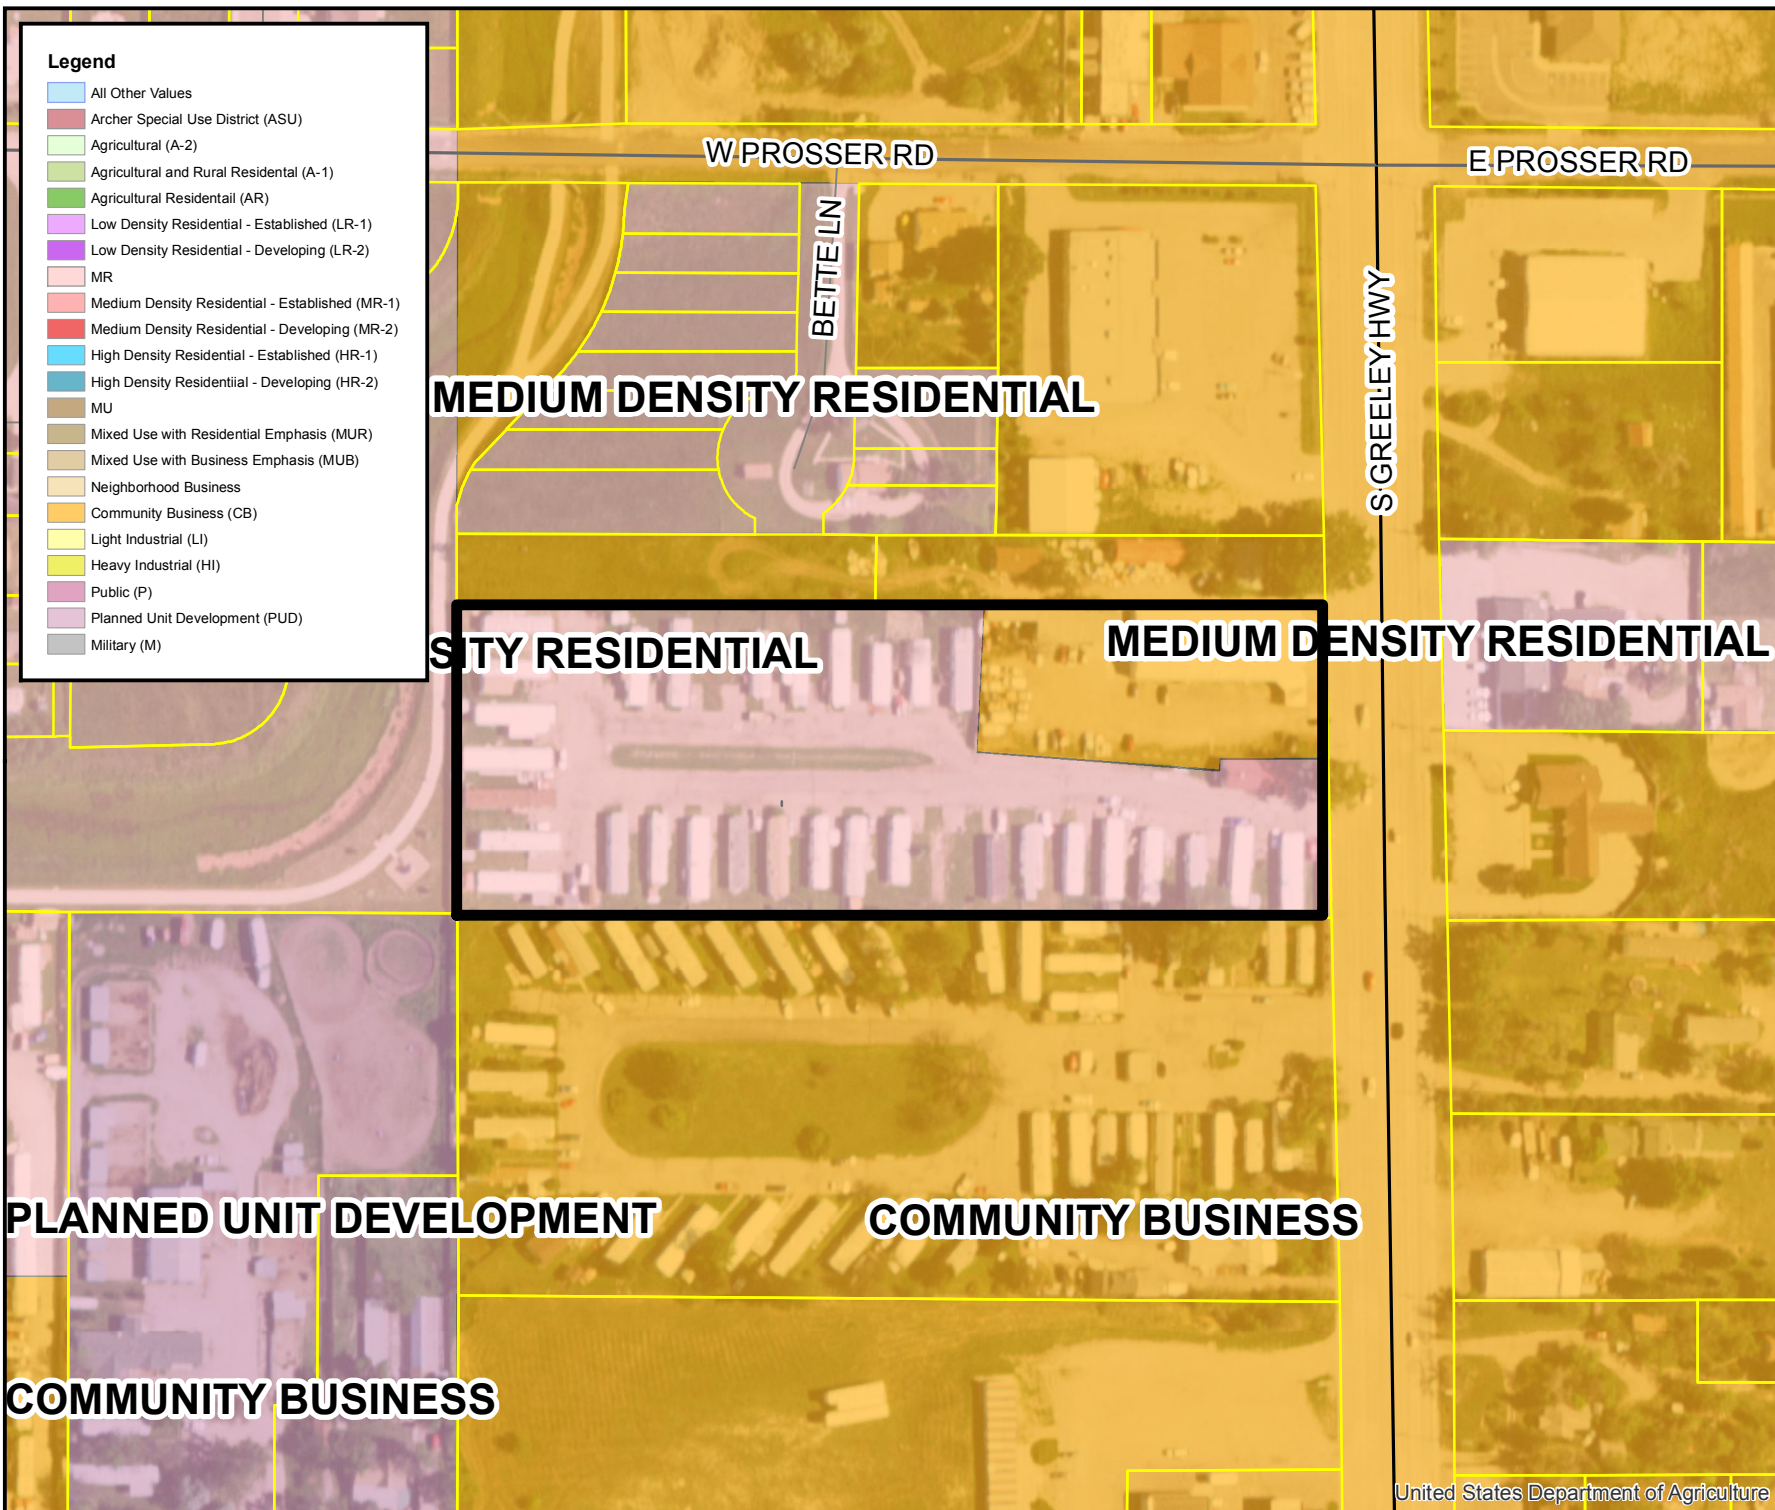 Legend
All Other Values
Archer Special Use District (ASU)
Agricultural (A-2)
Agricultural and Rural Residental (A-1)
Agricultural Residentail (AR)
Low Density Residential - Established (LR-1)
Low Density Residential - Developing (LR-2)
MR
Medium Density Residential - Established (MR-1)
Medium Density Residential - Developing (MR-2)
High Density Residential - Established (HR-1)
High Density Residentiial - Developing (HR-2)
MU
Mixed Use with Residential Emphasis (MUR)
Mixed Use with Business Emphasis (MUB)
Neighborhood Business
Community Business (CB)
Light Industrial (LI)
Heavy Industrial (HI)
Public (P)
Planned Unit Development (PUD)
Military (M)
W PROSSER RD
E PROSSER RD
BETTE LN
S GREELEY HWY
MEDIUM DENSITY RESIDENTIAL
SITY RESIDENTIAL
MEDIUM DENSITY RESIDENTIAL
PLANNED UNIT DEVELOPMENT
COMMUNITY BUSINESS
COMMUNITY BUSINESS
United States Department of Agriculture